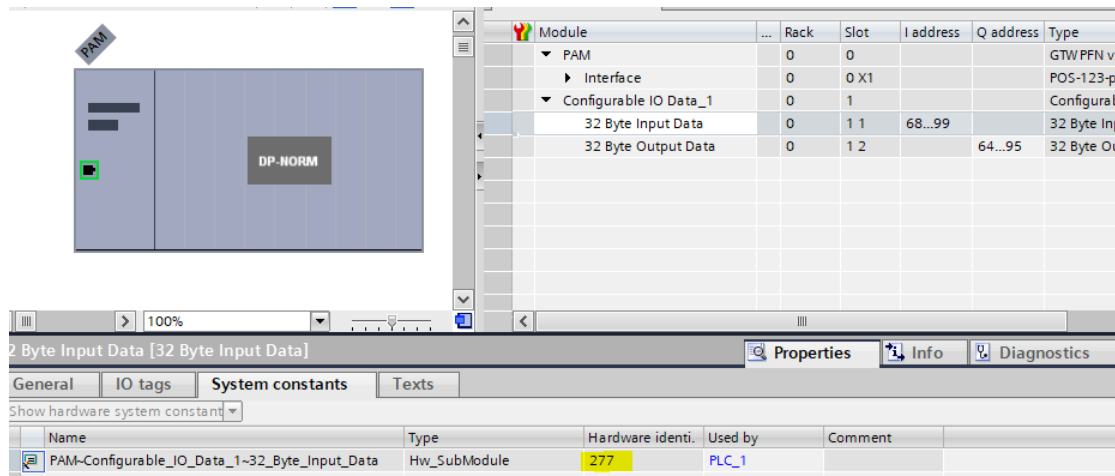 PAM
DP-NORM
100%
Module ... Rack Slot I address Q address Type
PAM 0 0 GTW PFN v
Interface 0 0 X1 POS-123-p
Configurable IO Data_1 0 1 Configural
32 Byte Input Data 0 1 1 68...99 32 Byte In
32 Byte Output Data 0 1 2 64...95 32 Byte Ou
2 Byte Input Data [32 Byte Input Data]
Properties Info Diagnostics
General IO tags System constants Texts
Show hardware system constant
Name Type Hardware identi. Used by Comment
PAM~Configurable_IO_Data_1~32_Byte_Input_Data Hw_SubModule 277 PLC_1